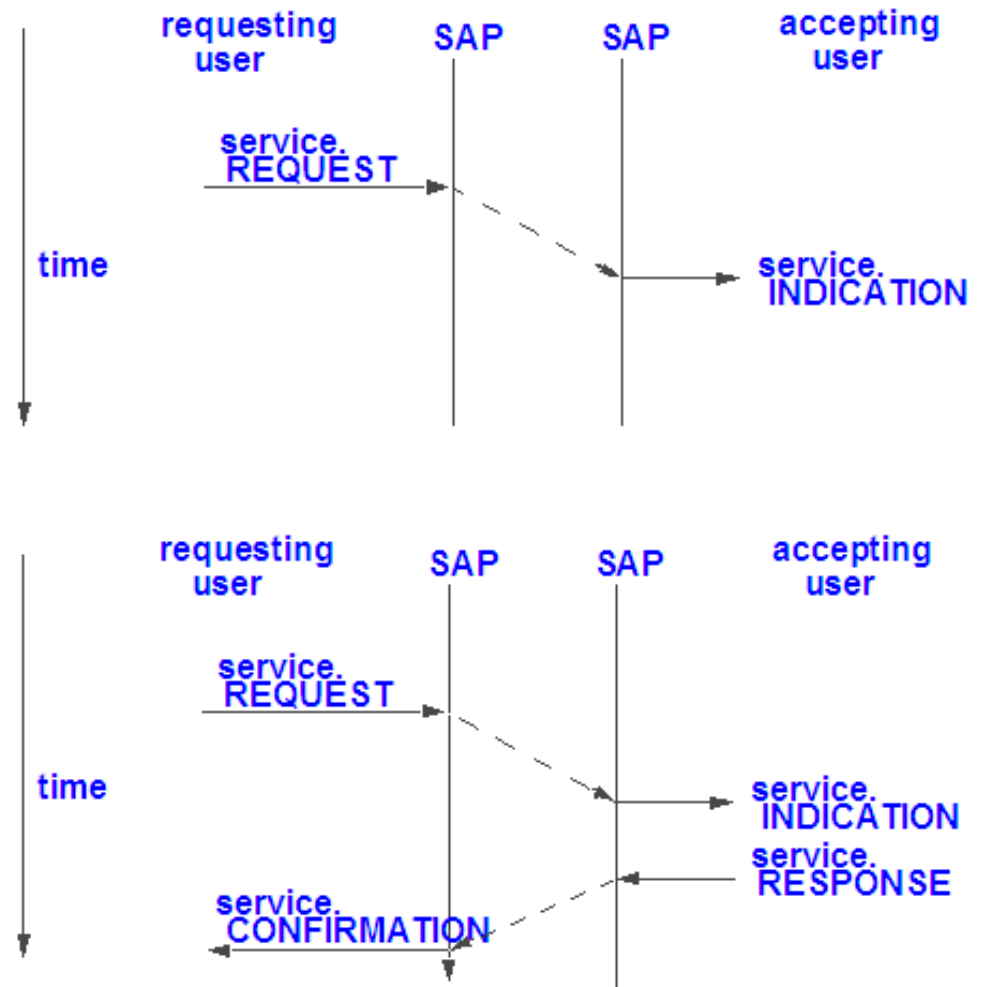 requesting
user
SAP
SAP
accepting
user
service.
REQUEST
time
service.
INDICATION
requesting
user
SAP
SAP
accepting
user
service.
REQUEST
time
service.
INDICATION
service.
RESPONSE
service.
CONFIRMATION